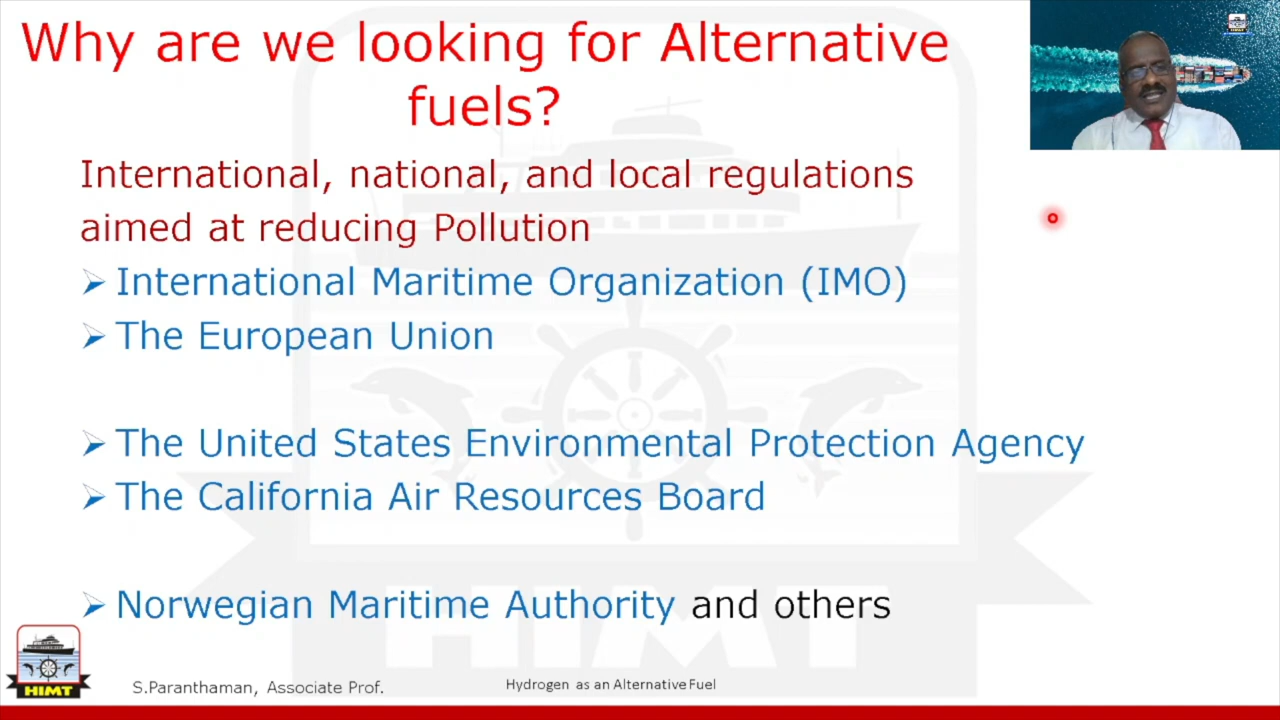 Why are we looking for Alternative
fuels?
International, national, and local regulations
aimed at reducing Pollution
➢ International Maritime Organization (IMO)
➢ The European Union
➢ The United States Environmental Protection Agency
➢ The California Air Resources Board
➢ Norwegian Maritime Authority and others
HIMT
HIMT
S.Paranthaman, Associate Prof.
Hydrogen as an Alternative Fuel
HIMT